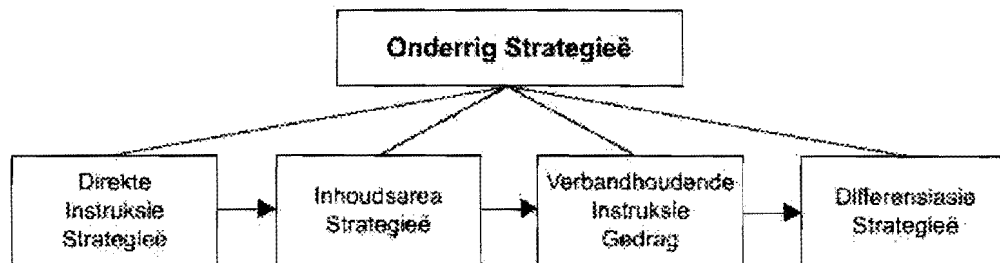 Onderrig Strategieë
Direkte
Instruksie
Strategieë
Inhoudsarea
Strategieë
Verbandhoudende
Instruksie
Gedrag
Differensiasie
Strategieë